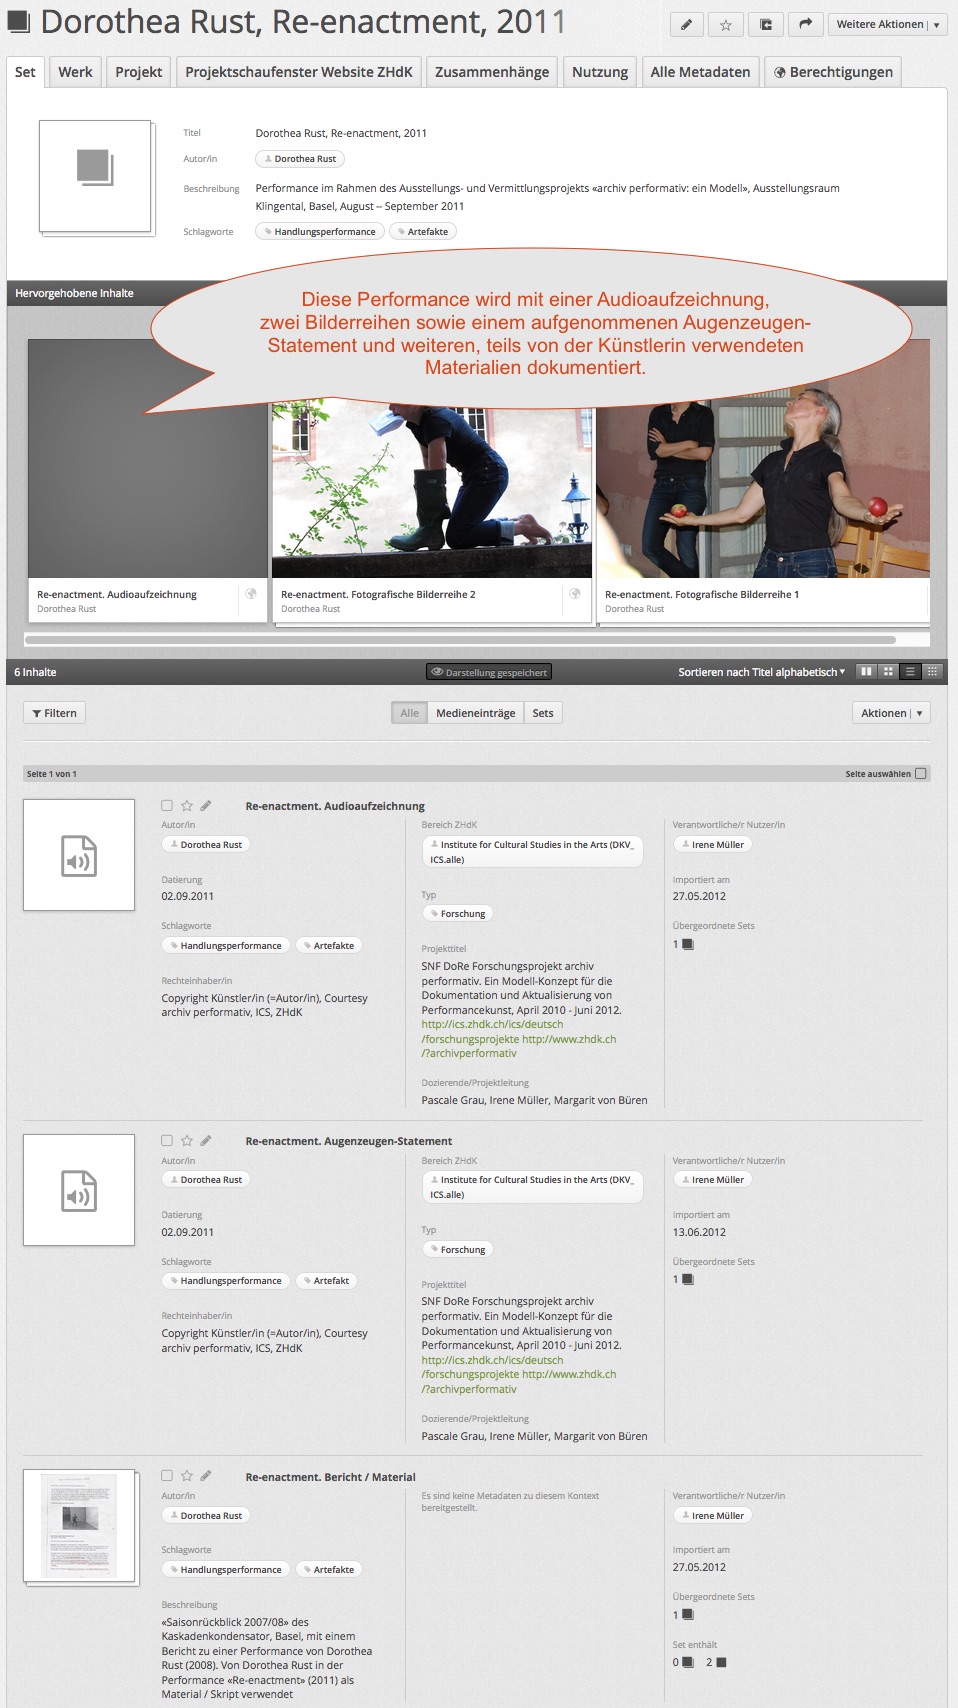 Dorothea Rust, Re-enactment, 2011
Weitere Aktionen
Set
Werk
Projekt
Projektschaufenster Website ZHdK
Zusammenhänge
Nutzung
Alle Metadaten
Berechtigungen
Titel
Dorothea Rust, Re-enactment, 2011
Autor/in
Dorothea Rust
Beschreibung
Performance im Rahmen des Ausstellungs- und Vermittlungsprojekts «archiv performativ: ein Modell», Ausstellungsraum
Klingental, Basel, August – September 2011
Schlagworte
Handlungsperformance
Artefakte
Hervorgehobene Inhalte
Diese Performance wird mit einer Audioaufzeichnung,
zwei Bilderreihen sowie einem aufgenommenen Augenzeugen-
Statement und weiteren, teils von der Künstlerin verwendeten
Materialien dokumentiert.
Re-enactment. Audioaufzeichnung
Dorothea Rust
Re-enactment. Fotografische Bilderreihe 2
Dorothea Rust
Re-enactment. Fotografische Bilderreihe 1
Dorothea Rust
6 Inhalte
Darstellung gespeichert
Sortieren nach Titel alphabetisch
Filtern
Alle
Medieneinträge
Sets
Aktionen
Seite 1 von 1
Seite auswählen
Re-enactment. Audioaufzeichnung
Autor/in
Dorothea Rust
Datierung
02.09.2011
Schlagworte
Handlungsperformance
Artefakte
Rechteinhaber/in
Copyright Künstler/in (=Autor/in), Courtesy
archiv performativ, ICS, ZHdK
Bereich ZHdK
Institute for Cultural Studies in the Arts (DKV_
ICS.alle)
Typ
Forschung
Projekttitel
SNF DoRe Forschungsprojekt archiv
performativ. Ein Modell-Konzept für die
Dokumentation und Aktualisierung von
Performancekunst, April 2010 - Juni 2012.
http://ics.zhdk.ch/ics/deutsch
/forschungsprojekte http://www.zhdk.ch
/?archivperformativ
Dozierende/Projektleitung
Pascale Grau, Irene Müller, Margarit von Büren
Verantwortliche/r Nutzer/in
Irene Müller
Importiert am
27.05.2012
Übergeordnete Sets
1
Re-enactment. Augenzeugen-Statement
Autor/in
Dorothea Rust
Datierung
02.09.2011
Schlagworte
Handlungsperformance
Artefakt
Rechteinhaber/in
Copyright Künstler/in (=Autor/in), Courtesy
archiv performativ, ICS, ZHdK
Bereich ZHdK
Institute for Cultural Studies in the Arts (DKV_
ICS.alle)
Typ
Forschung
Projekttitel
SNF DoRe Forschungsprojekt archiv
performativ. Ein Modell-Konzept für die
Dokumentation und Aktualisierung von
Performancekunst, April 2010 - Juni 2012.
http://ics.zhdk.ch/ics/deutsch
/forschungsprojekte http://www.zhdk.ch
/?archivperformativ
Dozierende/Projektleitung
Pascale Grau, Irene Müller, Margarit von Büren
Verantwortliche/r Nutzer/in
Irene Müller
Importiert am
13.06.2012
Übergeordnete Sets
1
Re-enactment. Bericht / Material
Autor/in
Dorothea Rust
Schlagworte
Handlungsperformance
Artefakte
Beschreibung
«Saisonrückblick 2007/08» des
Kaskadenkondensator, Basel, mit einem
Bericht zu einer Performance von Dorothea
Rust (2008). Von Dorothea Rust in der
Performance «Re-enactment» (2011) als
Material / Skript verwendet
Es sind keine Metadaten zu diesem Kontext
bereitgestellt.
Verantwortliche/r Nutzer/in
Irene Müller
Importiert am
27.05.2012
Übergeordnete Sets
1
Set enthält
0
2